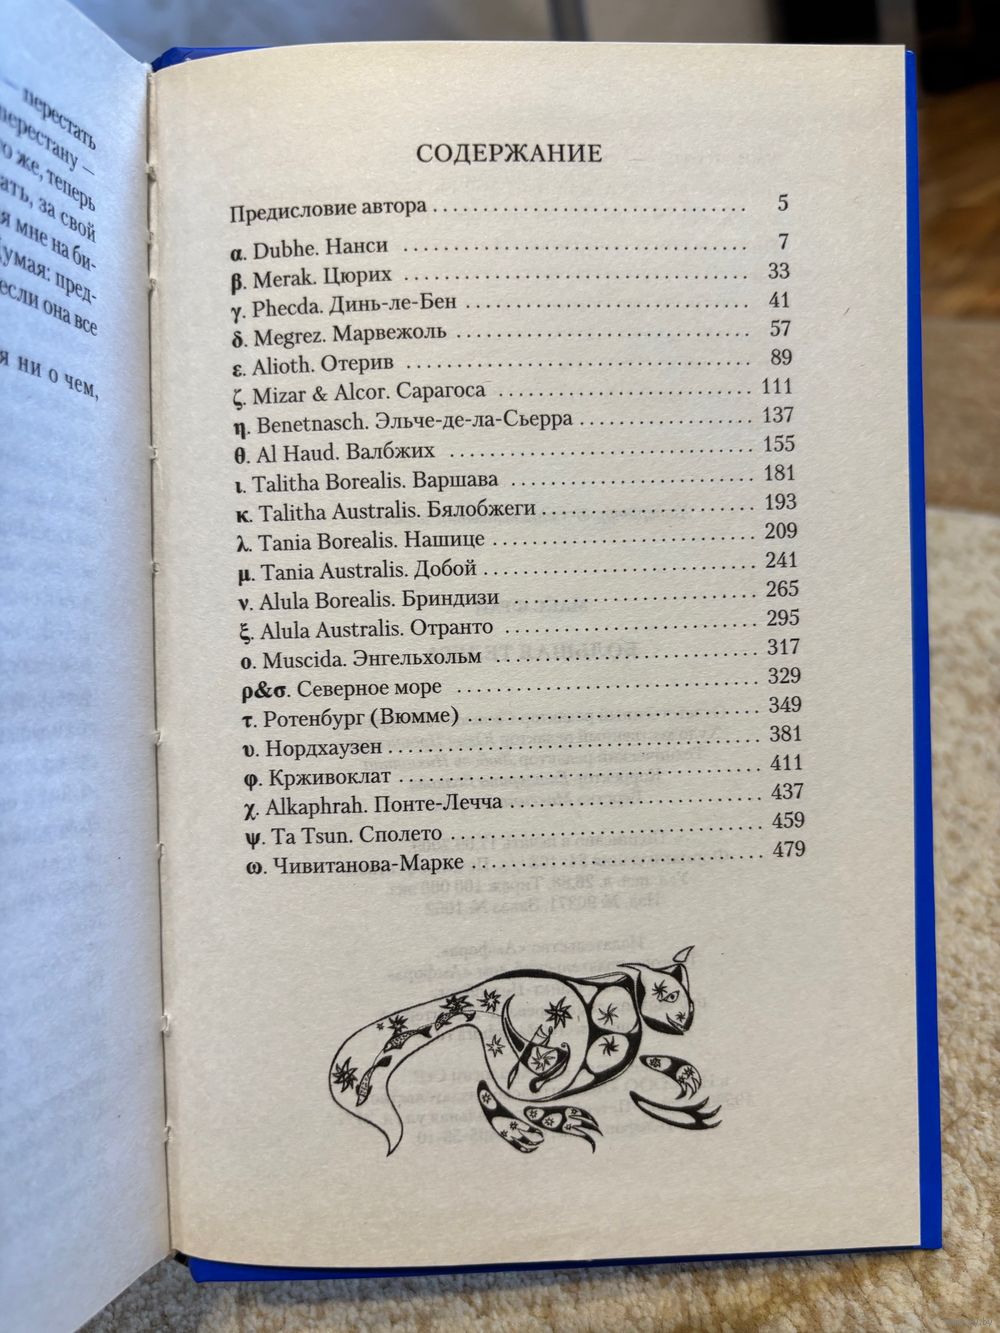 — перестать
перестану —
о же, теперь
ать, за свой
я мне на би-
Думая: пред-
если она все
я ни о чем,
СОДЕРЖАНИЕ
Предисловие автора 5
α. Dubhe. Нанси 7
β. Merak. Цюрих 33
γ. Phecda. Динь-ле-Бен 41
δ. Megrez. Марвежоль 57
ε. Alioth. Отерив 89
ζ. Mizar & Alcor. Сарагоса 111
η. Benetnasch. Эльче-де-ла-Сьерра 137
θ. Al Haud. Валбжих 155
ι. Talitha Borealis. Варшава 181
κ. Talitha Australis. Бялобжеги 193
λ. Tania Borealis. Нашице 209
μ. Tania Australis. Добой 241
ν. Alula Borealis. Бриндизи 265
ξ. Alula Australis. Отранто 295
ο. Muscida. Энгельхольм 317
ρ&σ. Северное море 329
τ. Ротенбург (Вюмме) 349
υ. Нордхаузен 381
φ. Крживоклат 411
χ. Alkaphrah. Понте-Лечча 437
ψ. Ta Tsun. Сполето 459
ω. Чивитанова-Марке 479